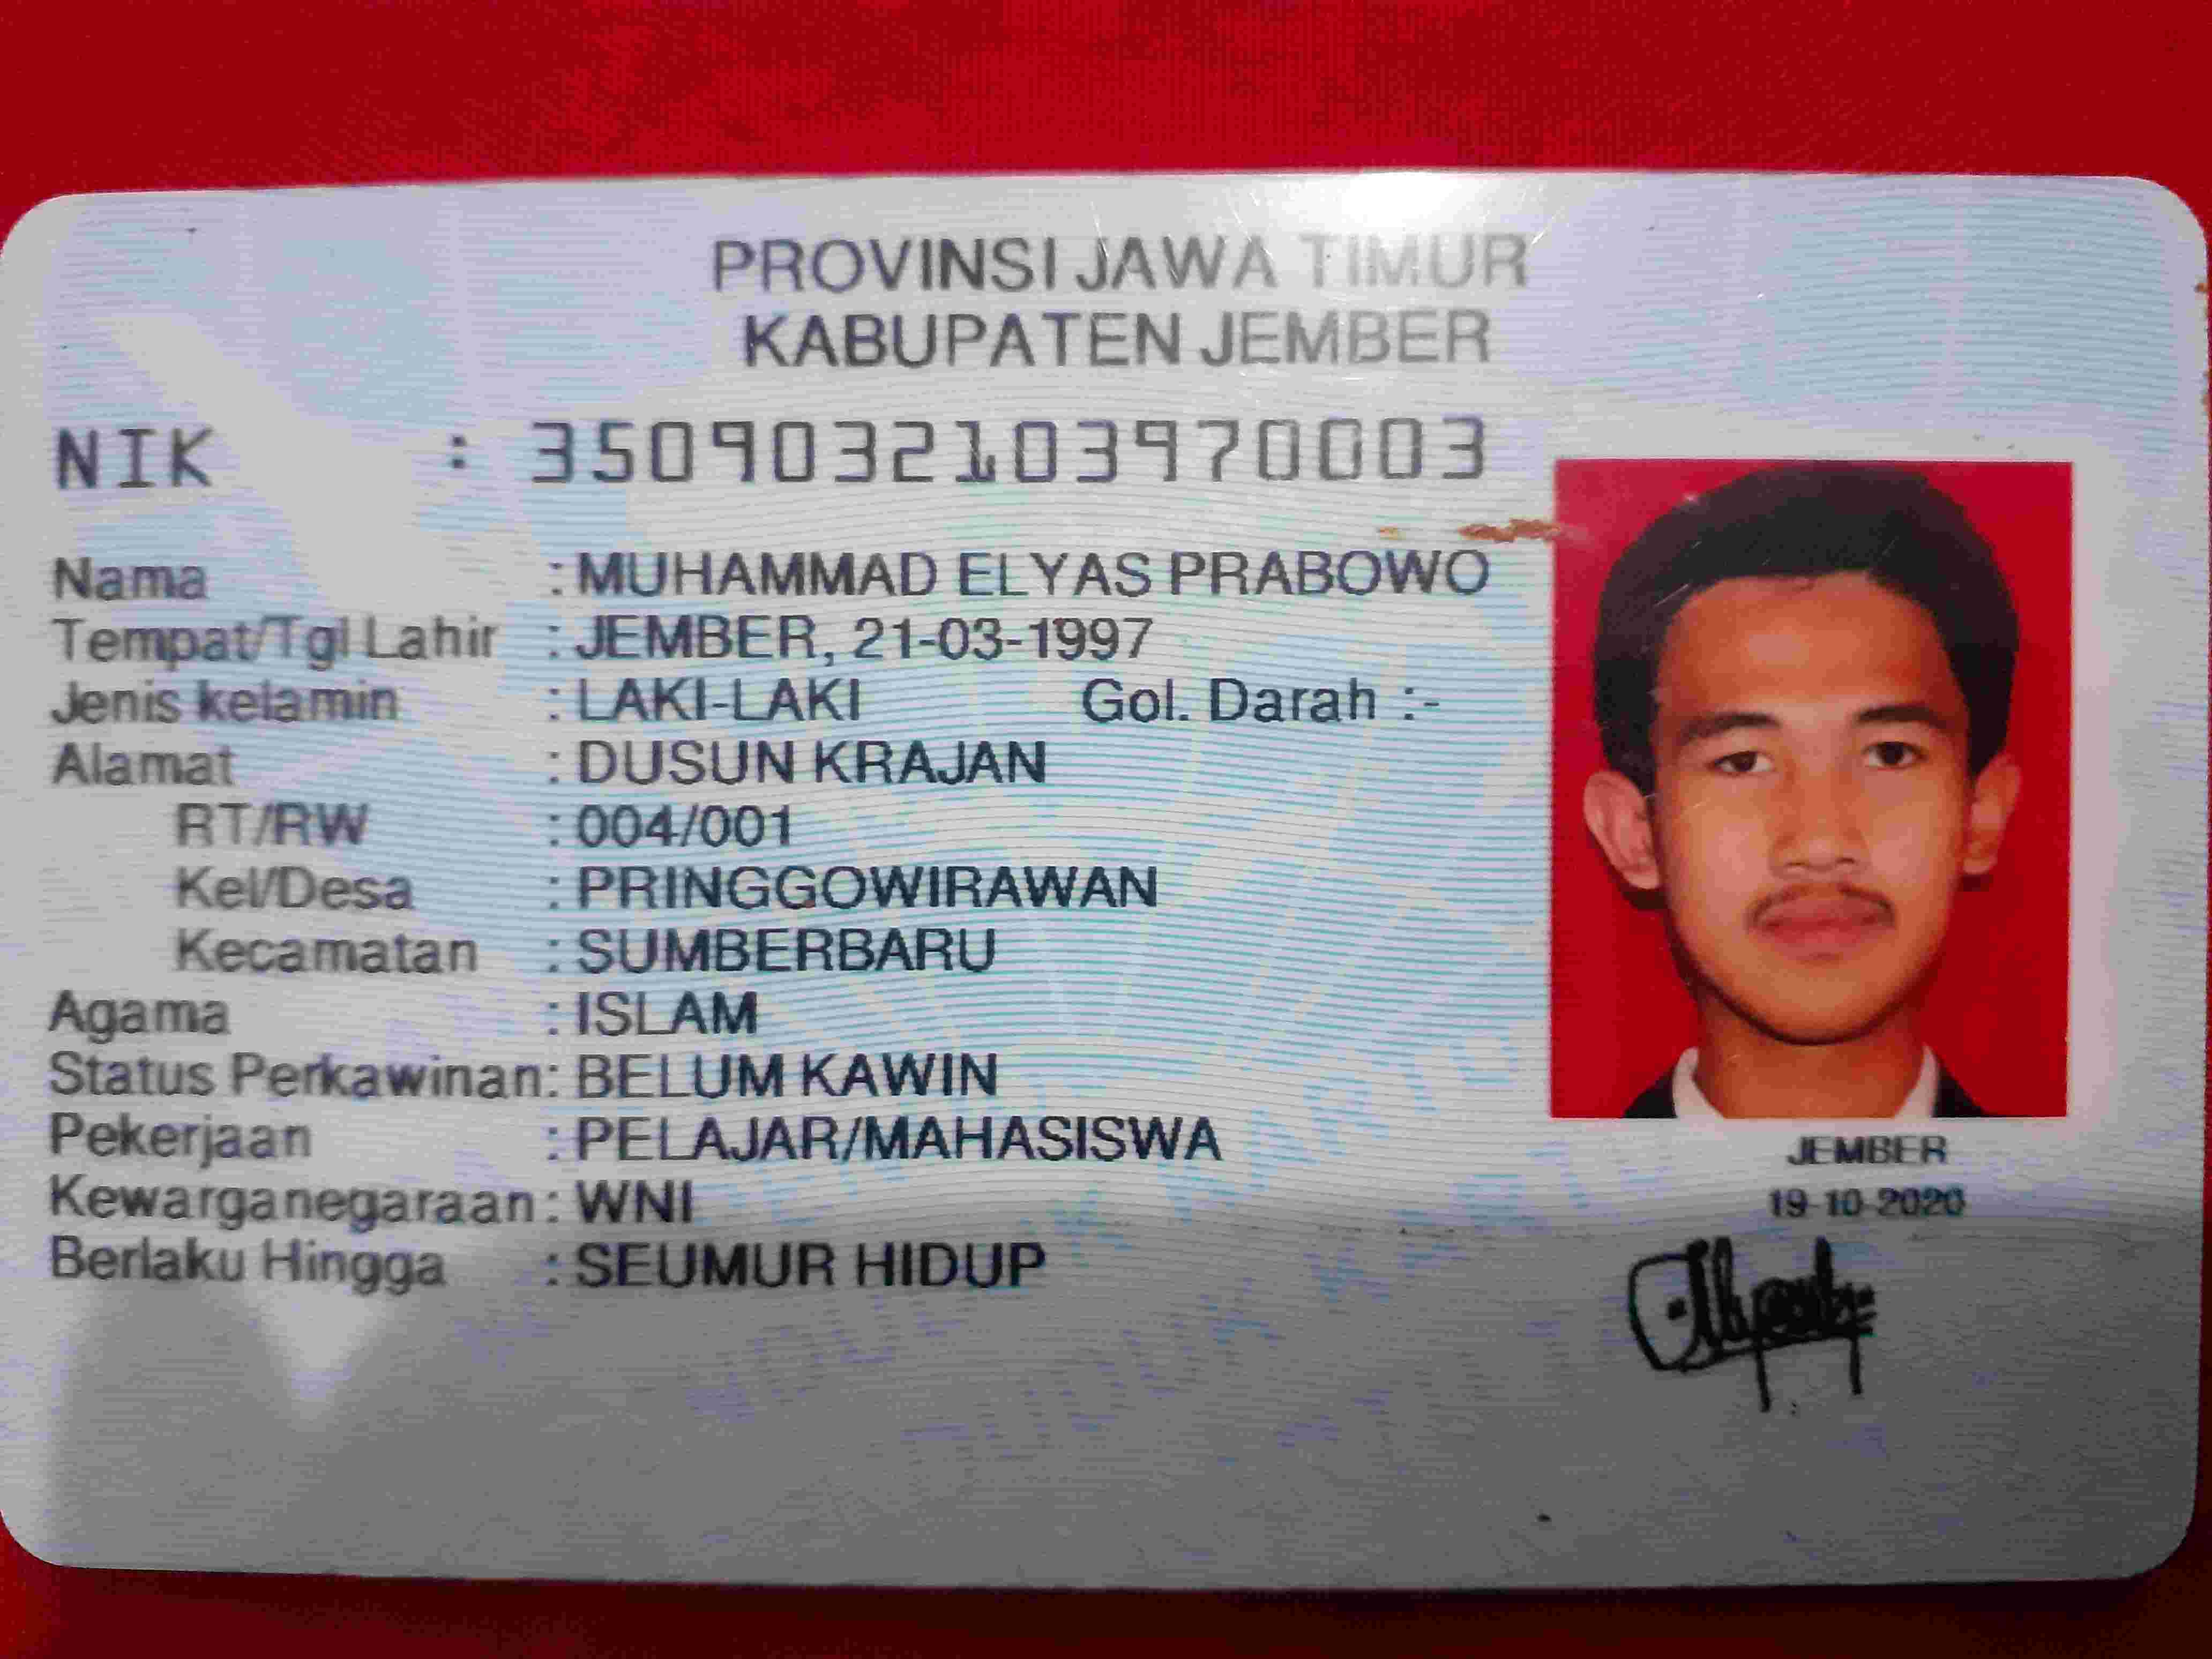 PROVINSI JAWA TIMUR
KABUPATEN JEMBER
NIK : 3509032103970003
Nama : MUHAMMAD ELYAS PRABOWO
Tempat/Tgl Lahir : JEMBER, 21-03-1997
Jenis kelamin : LAKI-LAKI Gol. Darah : -
Alamat : DUSUN KRAJAN
RT/RW : 004/001
Kel/Desa : PRINGGOWIRAWAN
Kecamatan : SUMBERBARU
Agama : ISLAM
Status Perkawinan: BELUM KAWIN
Pekerjaan : PELAJAR/MAHASISWA
Kewarganegaraan : WNI
Berlaku Hingga : SEUMUR HIDUP
JEMBER
19-10-2020